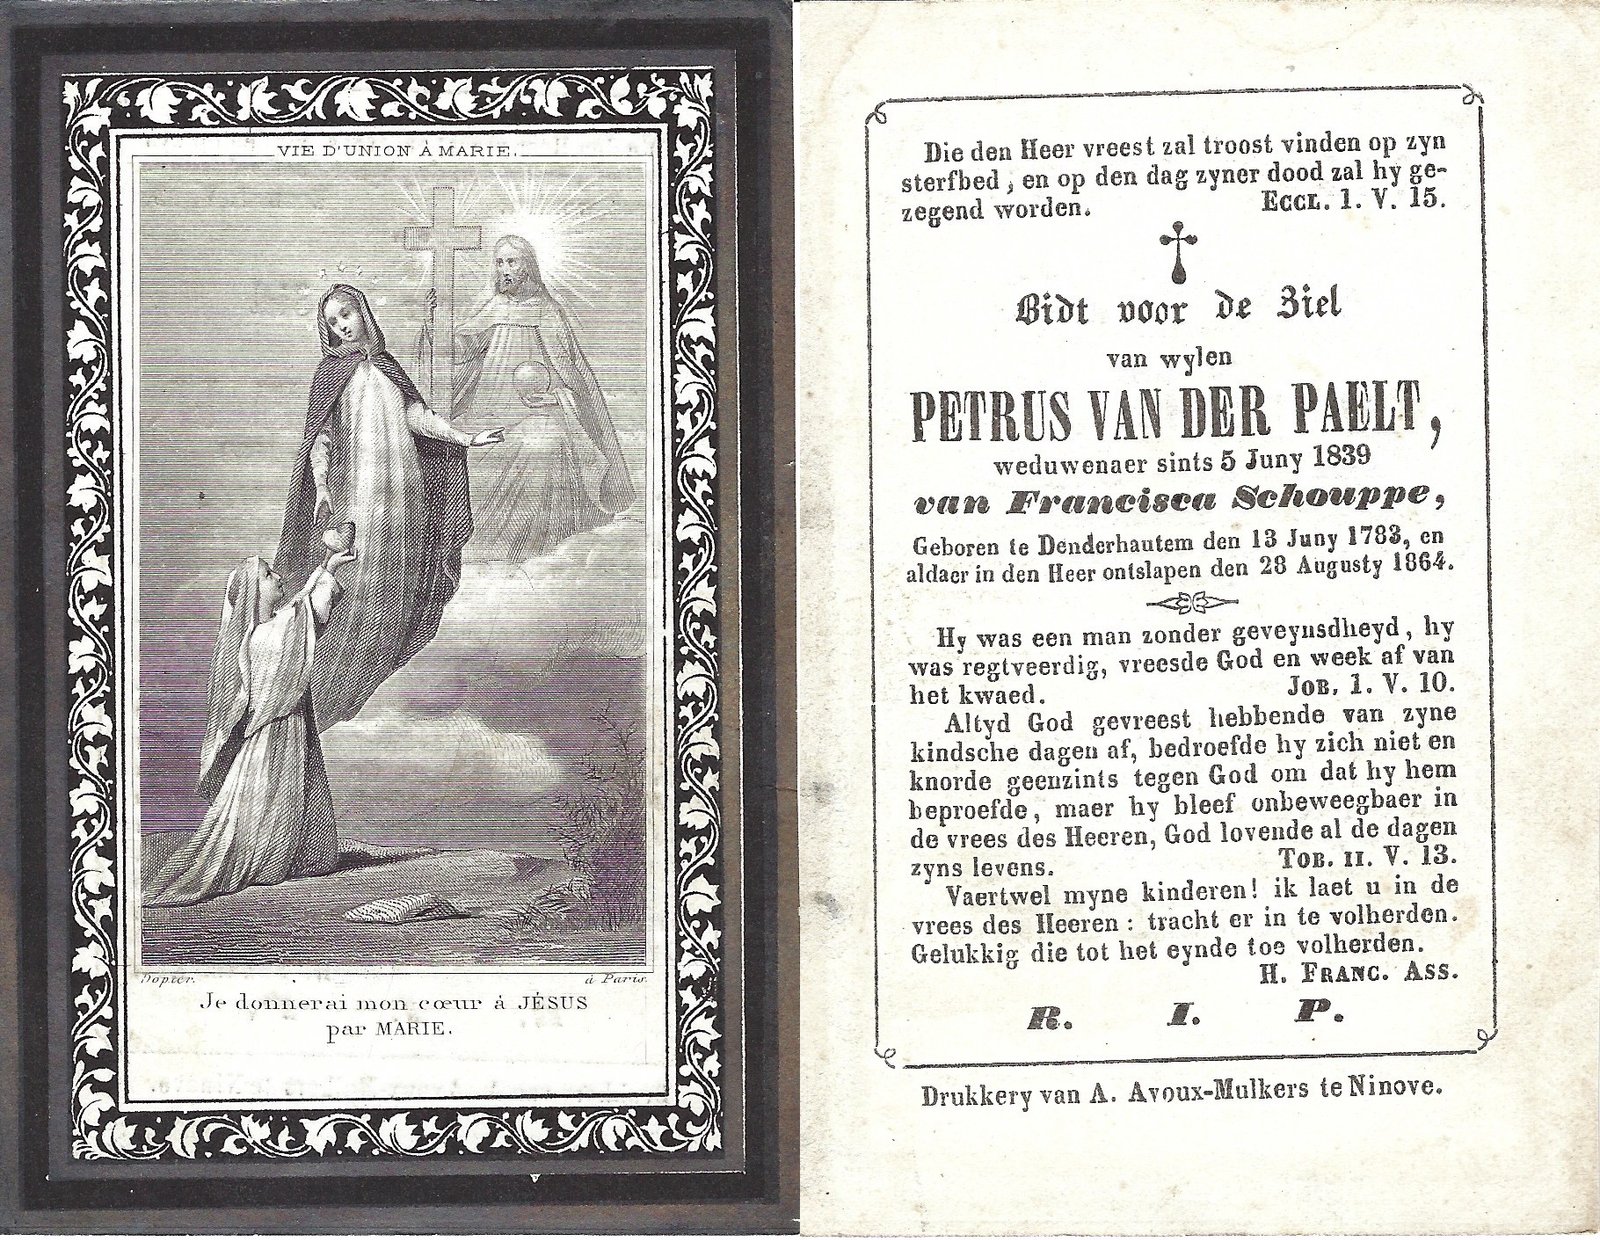 VIE D'UNION À MARIE.
Dopter. à Paris.
Je donnerai mon cœur à JÉSUS
par MARIE.
Die den Heer vreest zal troost vinden op zyn
sterfbed, en op den dag zyner dood zal hy ge-
zegend worden. ECCL. 1. V. 15.
Bidt voor de Ziel
van wylen
PETRUS VAN DER PAELT,
weduwenaer sints 5 Juny 1839
van Francisca Schouppe,
Geboren te Denderhautem den 13 Juny 1783, en
aldaer in den Heer ontslapen den 28 Augusty 1864.
Hy was een man zonder geveynsdheyd, hy
was regtveerdig, vreesde God en week af van
het kwaed. JOB. 1. V. 10.
Altyd God gevreest hebbende van zyne
kindsche dagen af, bedroefde hy zich niet en
knorde geenzints tegen God om dat hy hem
beproefde, maer hy bleef onbeweegbaer in
de vrees des Heeren, God lovende al de dagen
zyns levens. TOB. II. V. 13.
Vaertwel myne kinderen! ik laet u in de
vrees des Heeren: tracht er in te volherden.
Gelukkig die tot het eynde toe volherden.
H. FRANC. ASS.
R. I. P.
Drukkery van A. Avoux-Mulkers te Ninove.